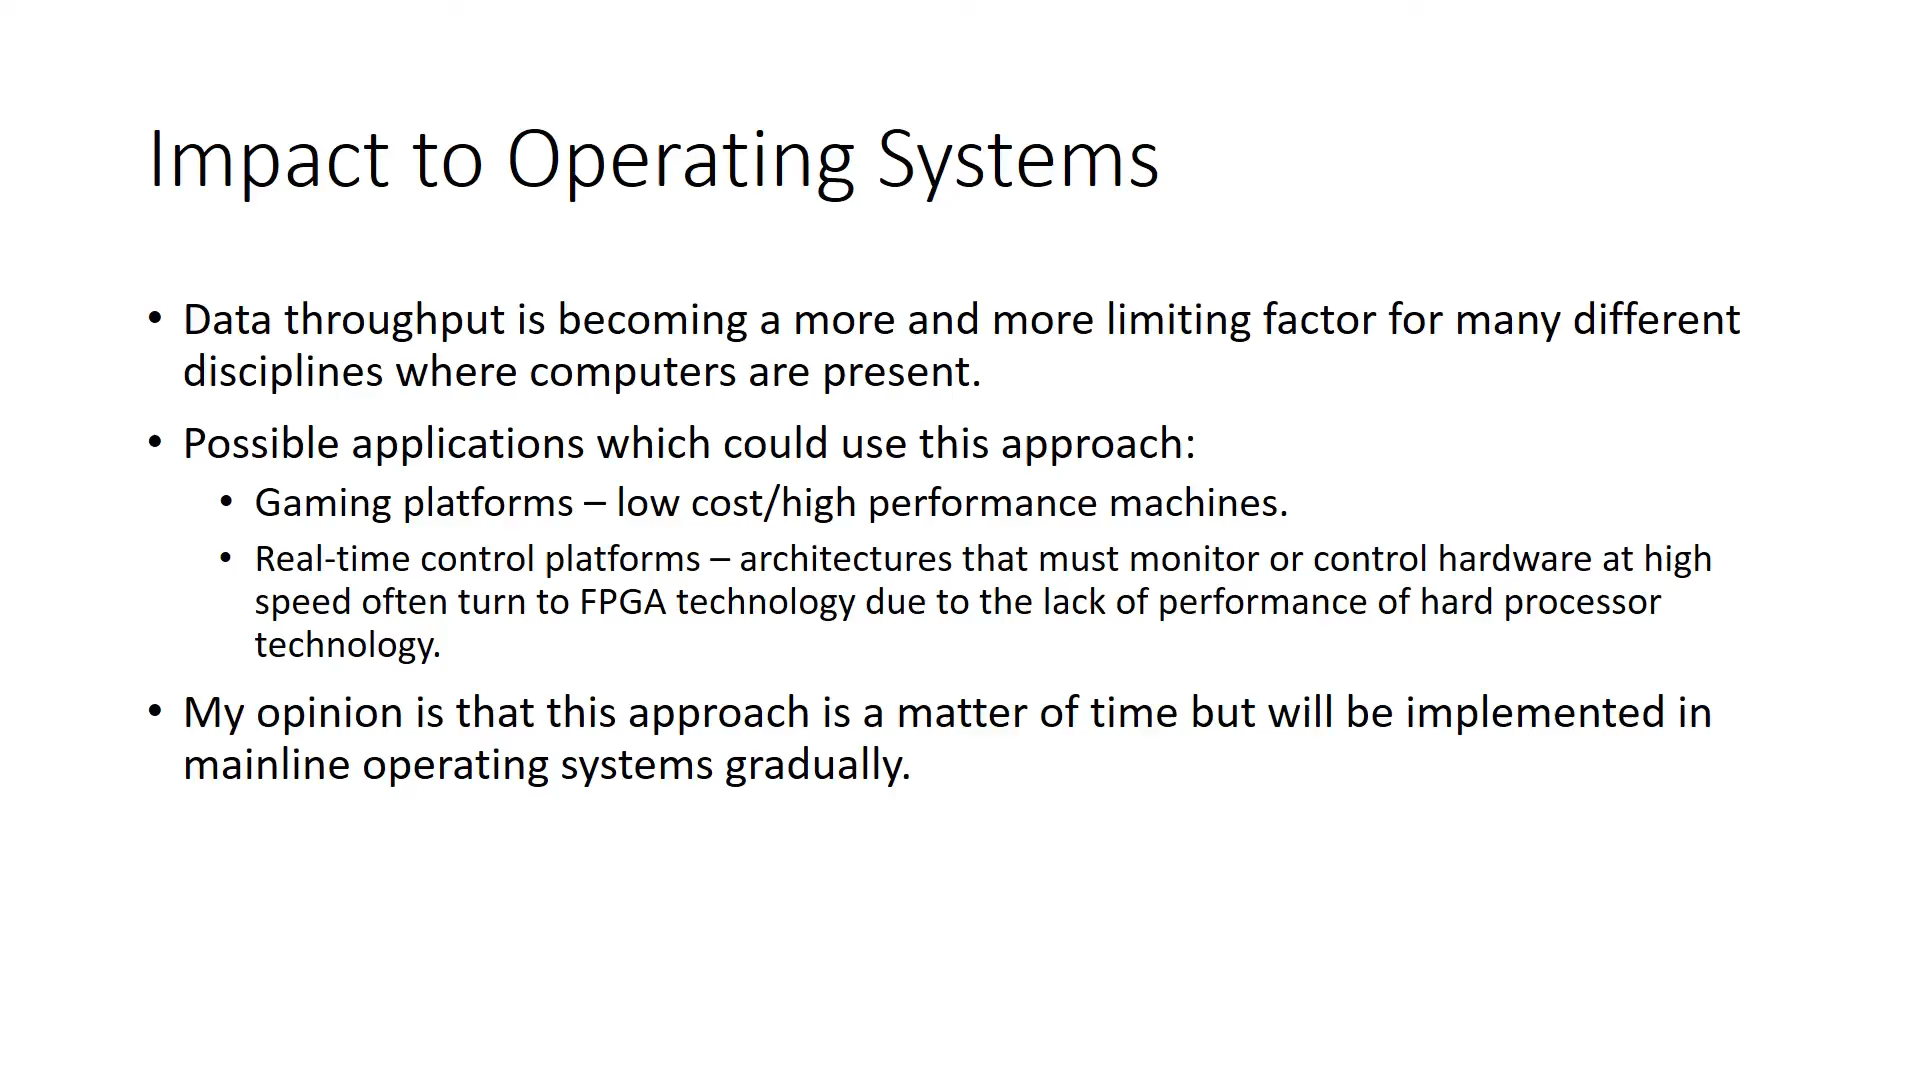 Impact to Operating Systems
• Data throughput is becoming a more and more limiting factor for many different
disciplines where computers are present.
• Possible applications which could use this approach:
• Gaming platforms – low cost/high performance machines.
• Real-time control platforms – architectures that must monitor or control hardware at high
speed often turn to FPGA technology due to the lack of performance of hard processor
technology.
• My opinion is that this approach is a matter of time but will be implemented in
mainline operating systems gradually.